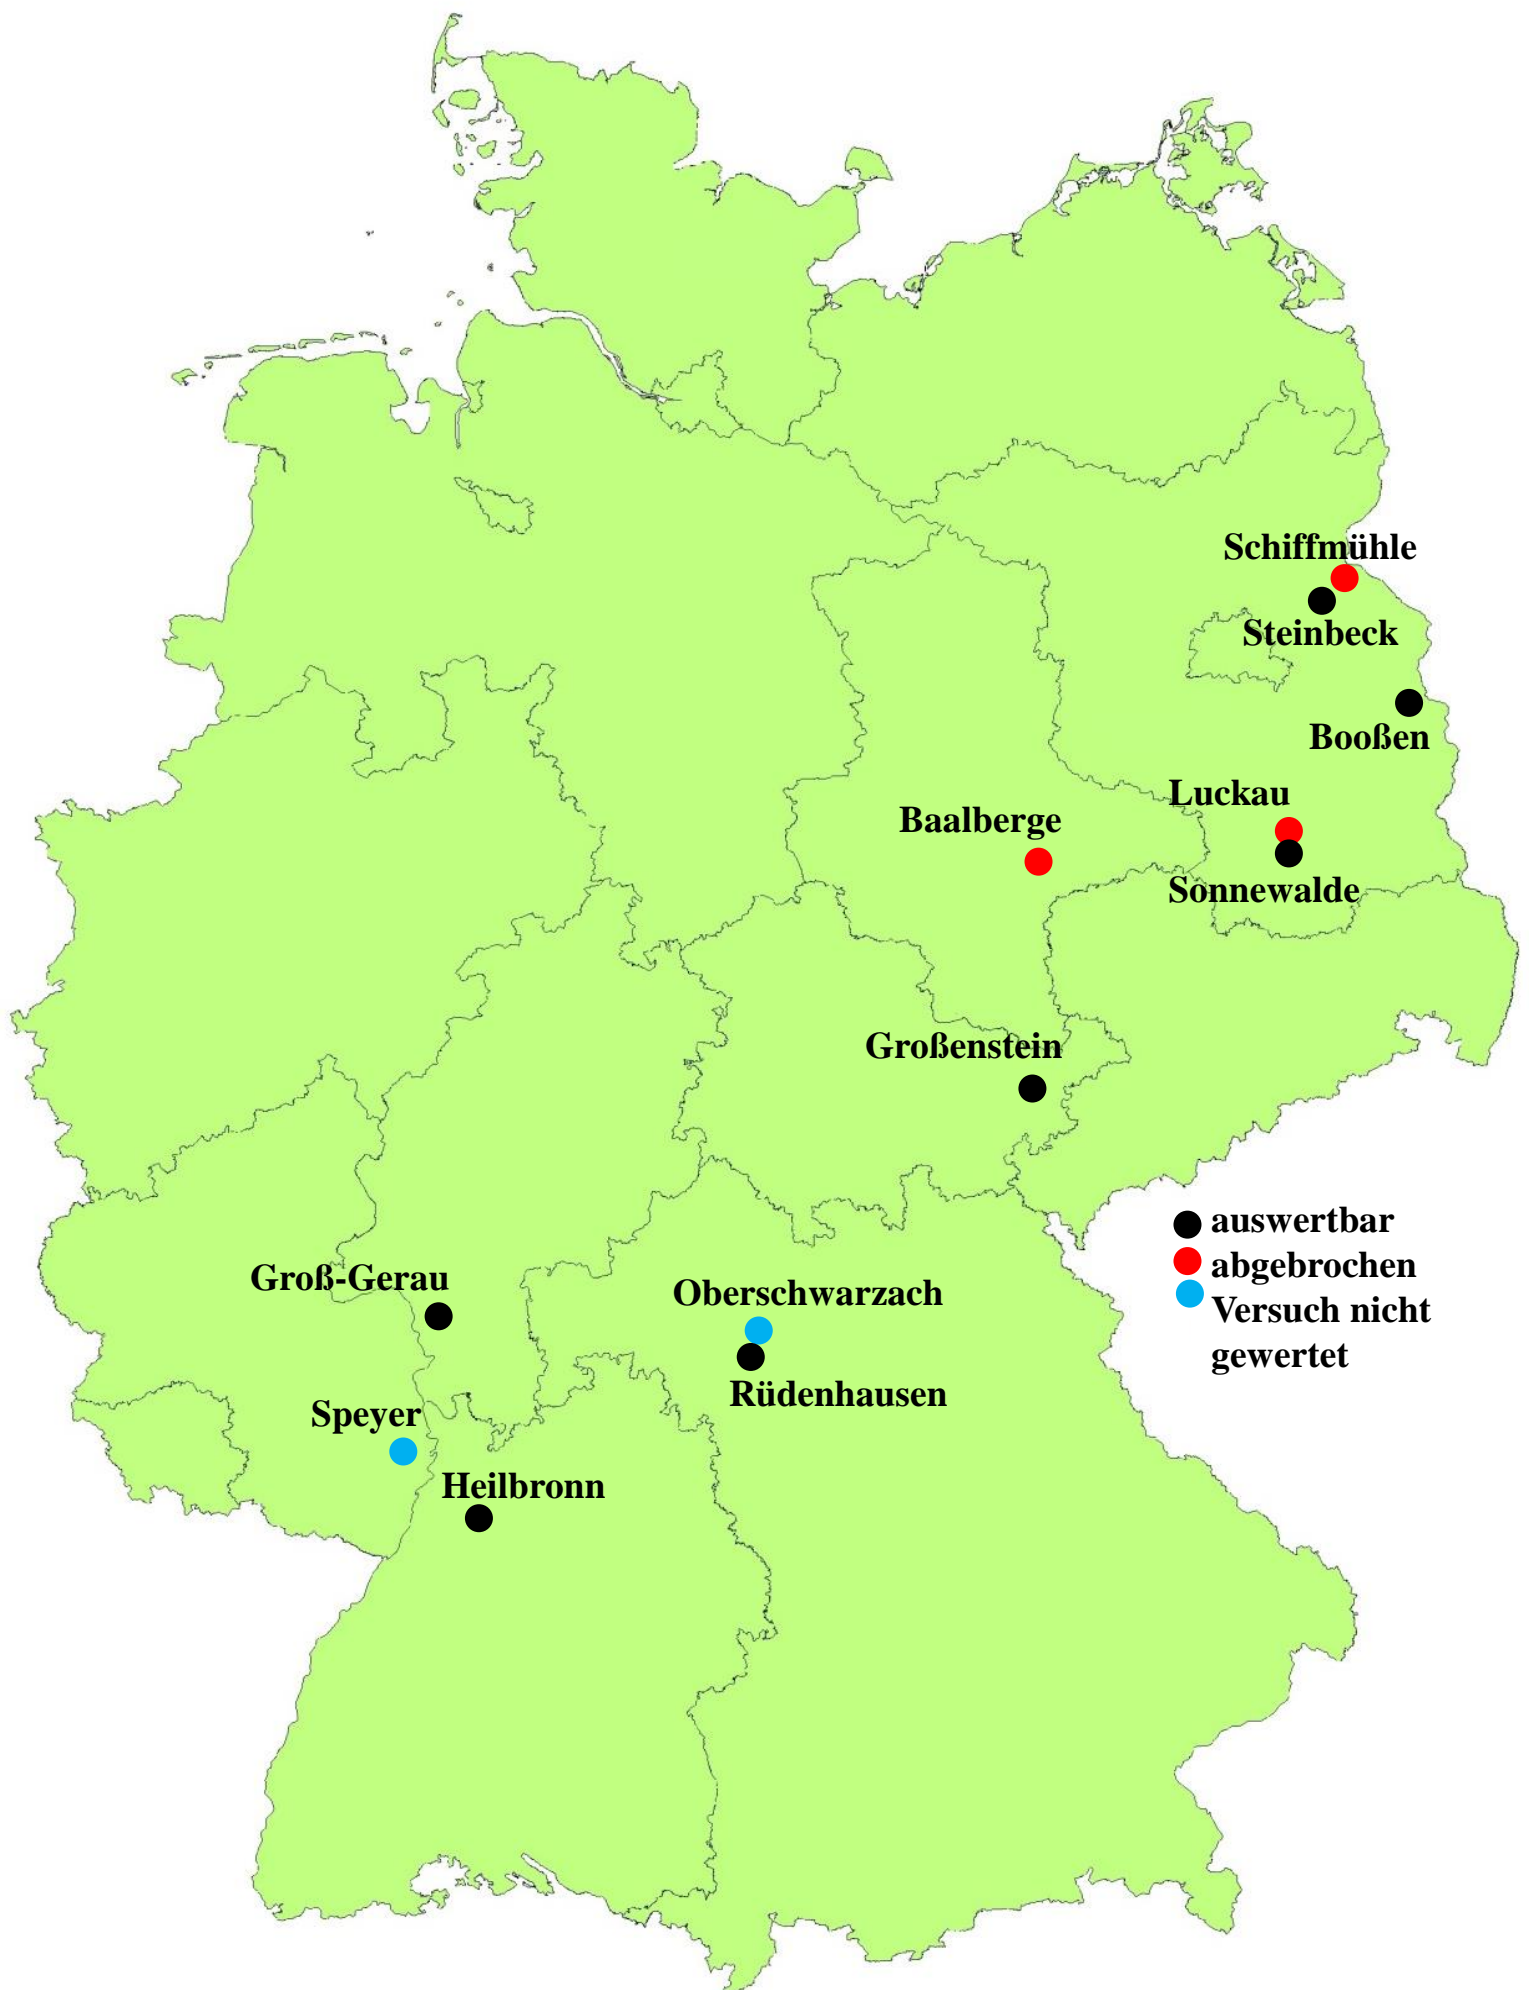 Schiffmühle
Steinbeck
Booßen
Luckau
Baalberge
Sonnewalde
Großenstein
auswertbar
abgebrochen
Versuch nicht
gewertet
Groß-Gerau
Oberschwarzach
Rüdenhausen
Speyer
Heilbronn